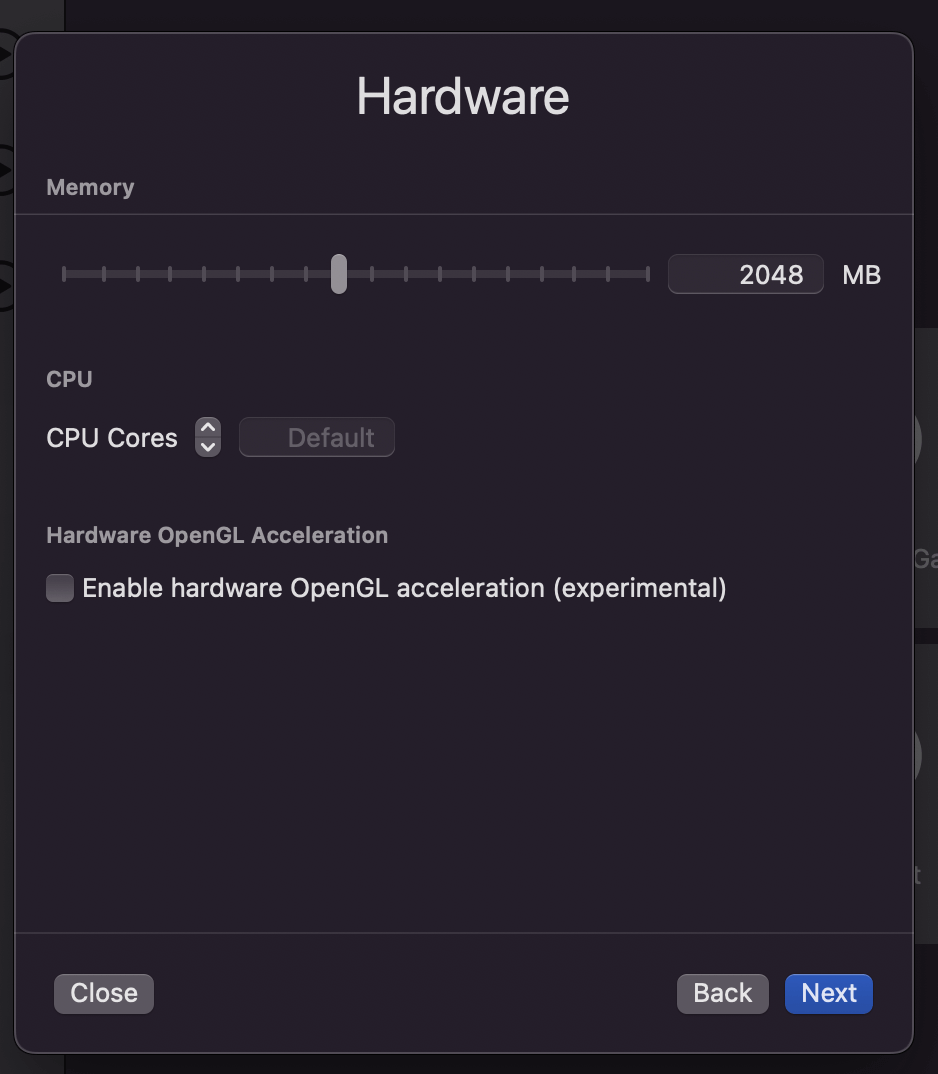 Hardware
Memory
2048 MB
CPU
CPU Cores Default
Hardware OpenGL Acceleration
Enable hardware OpenGL acceleration (experimental)
Close Back Next